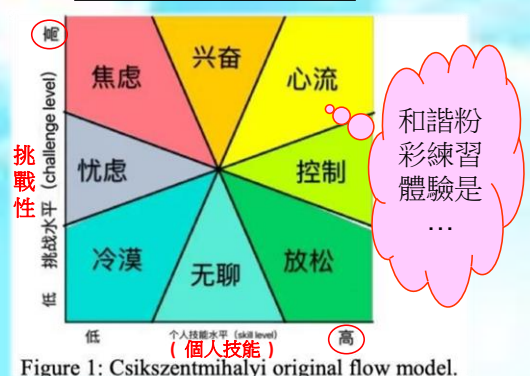 高
焦虑
兴奋
心流
忧虑
控制
冷漠
无聊
放松
挑戰性
低 挑战水平 (challenge level)
低
个人技能水平 (skill level)
( 個人技能 )
高
和諧粉
彩練習
體驗是
…
Figure 1: Csikszentmihalyi original flow model.